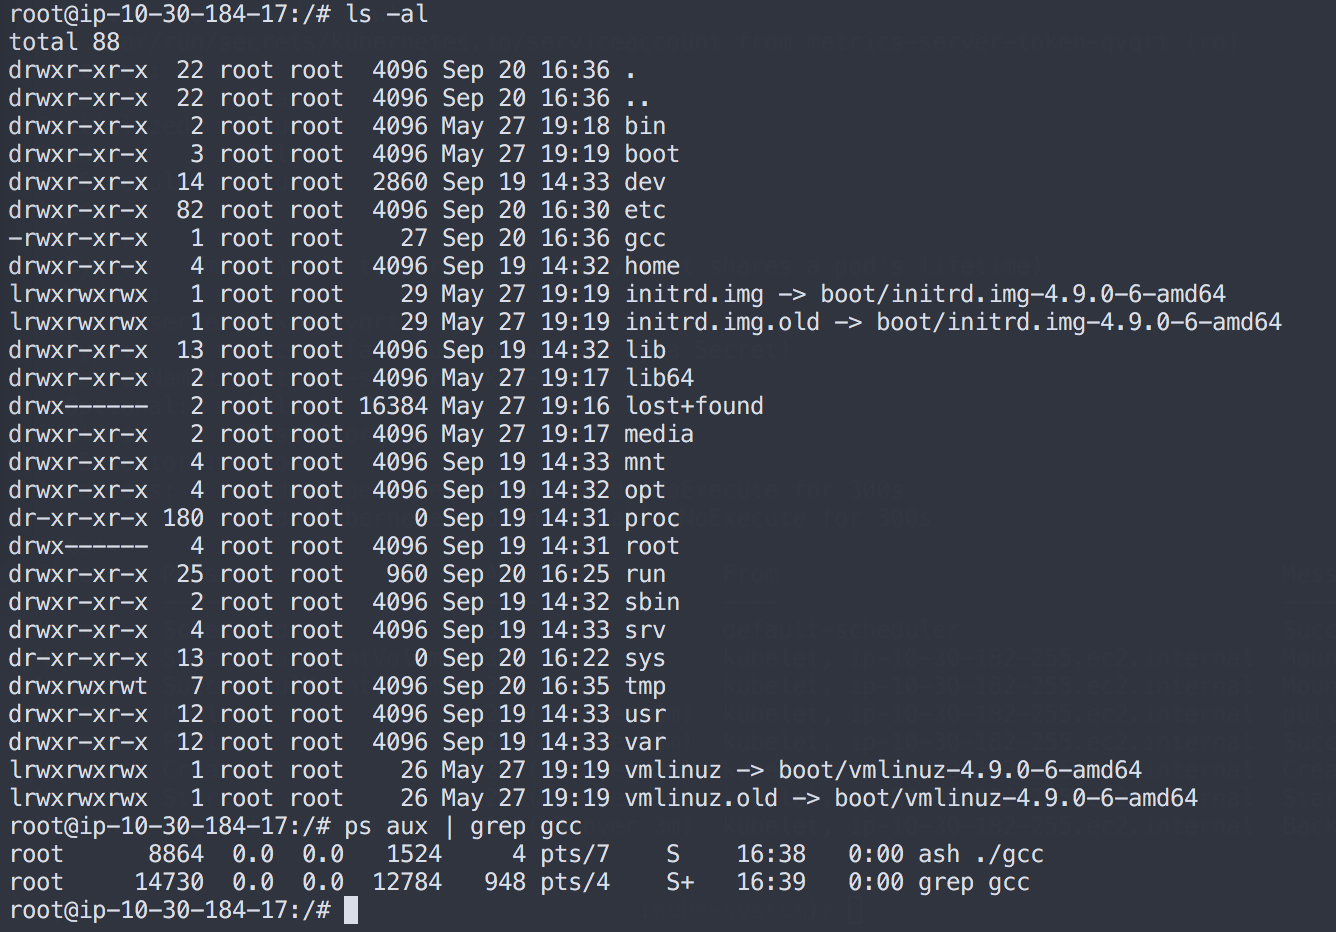 root@ip-10-30-184-17:/# ls -al
total 88
drwxr-xr-x  22 root root  4096 Sep 20 16:36 .
drwxr-xr-x  22 root root  4096 Sep 20 16:36 ..
drwxr-xr-x   2 root root  4096 May 27 19:18 bin
drwxr-xr-x   3 root root  4096 May 27 19:19 boot
drwxr-xr-x  14 root root  2860 Sep 19 14:33 dev
drwxr-xr-x  82 root root  4096 Sep 20 16:30 etc
-rwxr-xr-x   1 root root    27 Sep 20 16:36 gcc
drwxr-xr-x   4 root root  4096 Sep 19 14:32 home
lrwxrwxrwx   1 root root    29 May 27 19:19 initrd.img -> boot/initrd.img-4.9.0-6-amd64
lrwxrwxrwx   1 root root    29 May 27 19:19 initrd.img.old -> boot/initrd.img-4.9.0-6-amd64
drwxr-xr-x  13 root root  4096 Sep 19 14:32 lib
drwxr-xr-x   2 root root  4096 May 27 19:17 lib64
drwx------   2 root root 16384 May 27 19:16 lost+found
drwxr-xr-x   2 root root  4096 May 27 19:17 media
drwxr-xr-x   4 root root  4096 Sep 19 14:33 mnt
drwxr-xr-x   4 root root  4096 Sep 19 14:32 opt
dr-xr-xr-x 180 root root     0 Sep 19 14:31 proc
drwx------   4 root root  4096 Sep 19 14:31 root
drwxr-xr-x  25 root root   960 Sep 20 16:25 run
drwxr-xr-x   2 root root  4096 Sep 19 14:32 sbin
drwxr-xr-x   4 root root  4096 Sep 19 14:33 srv
dr-xr-xr-x  13 root root     0 Sep 20 16:22 sys
drwxrwxrwt   7 root root  4096 Sep 20 16:35 tmp
drwxr-xr-x  12 root root  4096 Sep 19 14:33 usr
drwxr-xr-x  12 root root  4096 Sep 19 14:33 var
lrwxrwxrwx   1 root root    26 May 27 19:19 vmlinuz -> boot/vmlinuz-4.9.0-6-amd64
lrwxrwxrwx   1 root root    26 May 27 19:19 vmlinuz.old -> boot/vmlinuz-4.9.0-6-amd64
root@ip-10-30-184-17:/# ps aux | grep gcc
root      8864  0.0  0.0   1524     4 pts/7    S    16:38   0:00 ash ./gcc
root     14730  0.0  0.0  12784   948 pts/4    S+   16:39   0:00 grep gcc
root@ip-10-30-184-17:/#